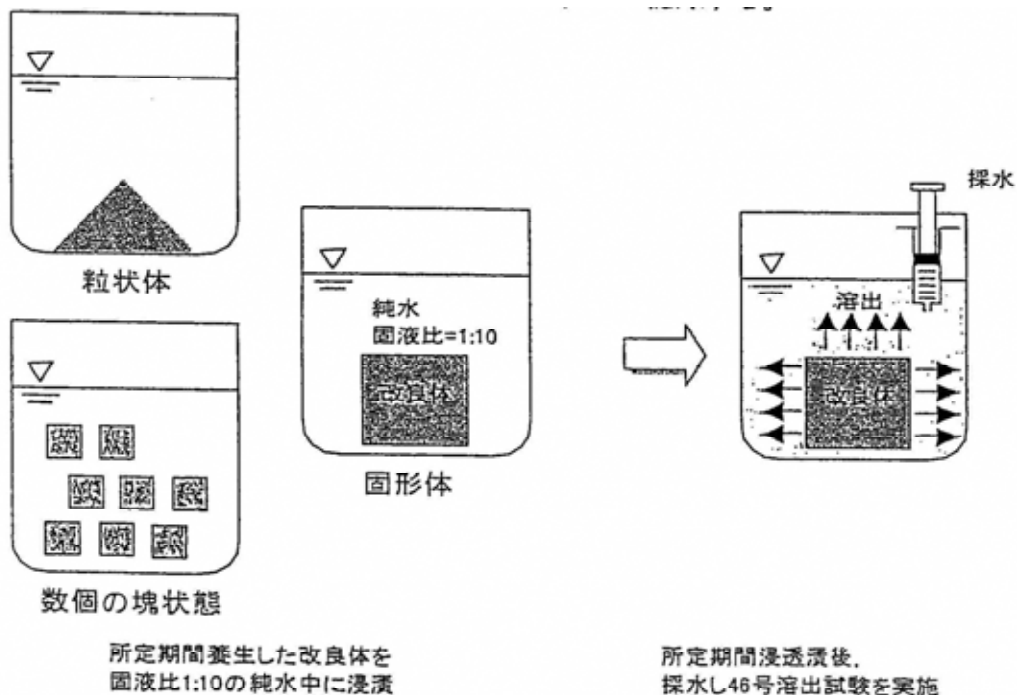 粒状体
数個の塊状態
純水
固液比=1:10
改良体
固形体
採水
溶出
改良体
所定期間養生した改良体を
固液比1:10の純水中に浸漬
所定期間浸透漬後,
採水し46号溶出試験を実施